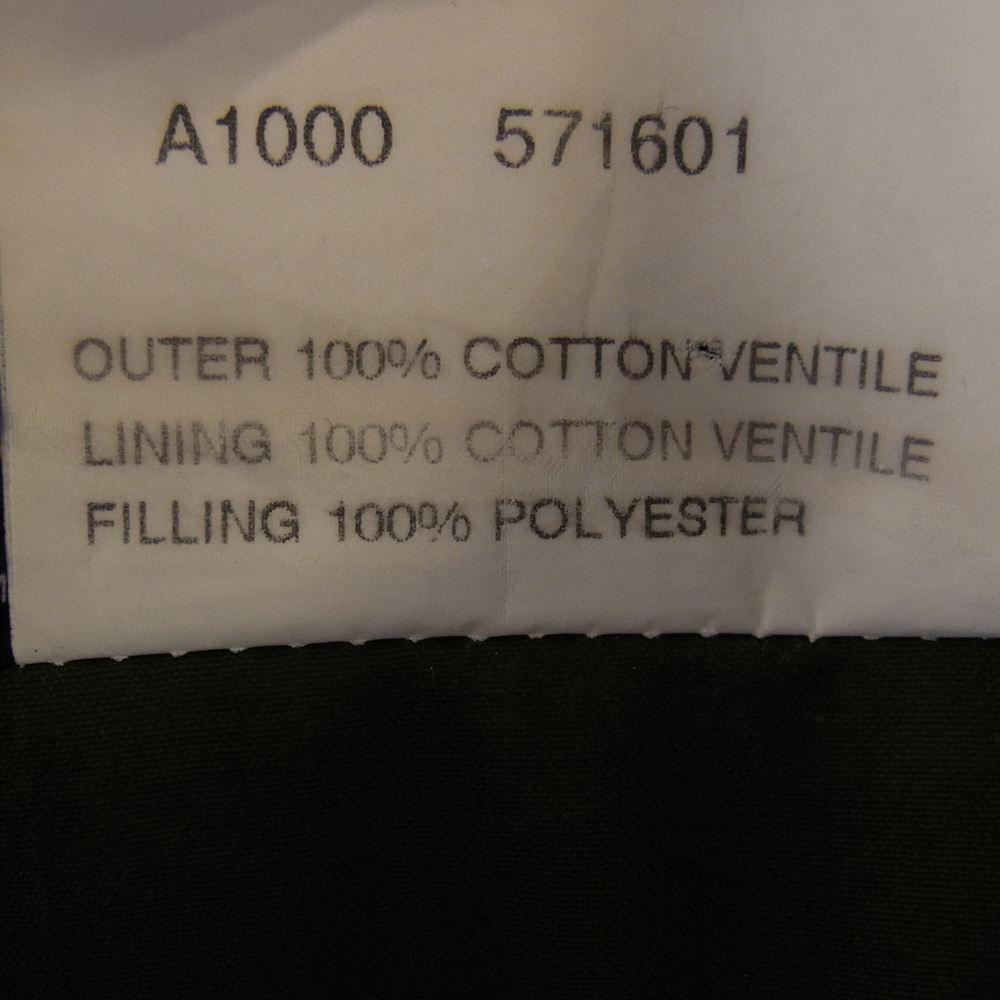 A1000 571601
OUTER 100% COTTON VENTILE
LINING 100% COTTON VENTILE
FILLING 100% POLYESTER